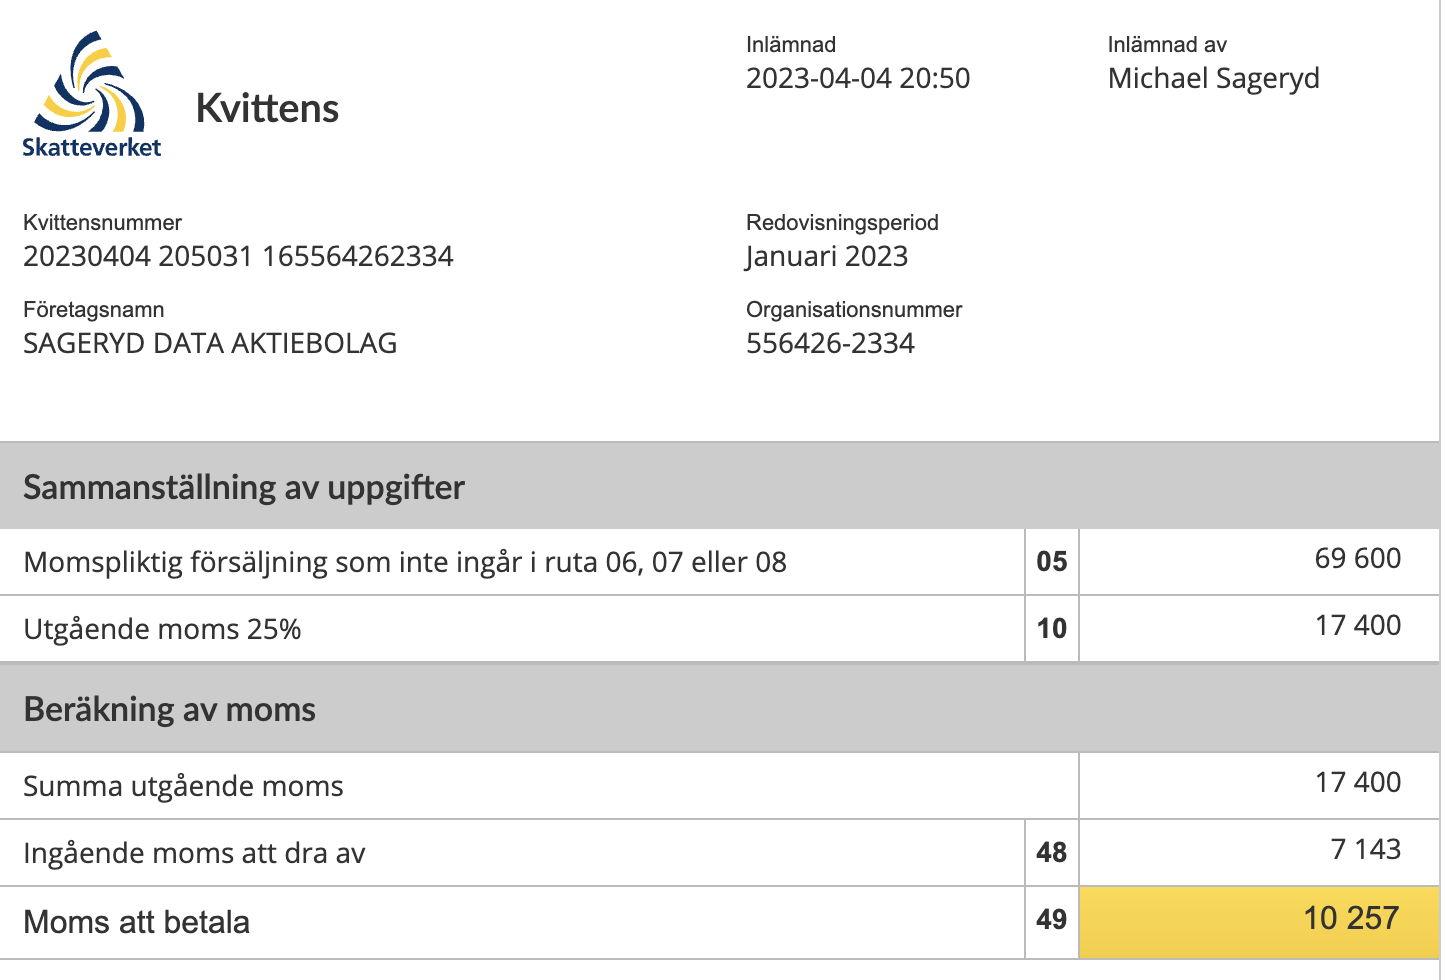 Skatteverket
Kvittens
Inlämnad
2023-04-04 20:50
Inlämnad av
Michael Sageryd
Kvittensnummer
20230404 205031 165564262334
Redovisningsperiod
Januari 2023
Företagsnamn
SAGERYD DATA AKTIEBOLAG
Organisationsnummer
556426-2334
Sammanställning av uppgifter
Momspliktig försäljning som inte ingår i ruta 06, 07 eller 08 05 69 600
Utgående moms 25% 10 17 400
Beräkning av moms
Summa utgående moms 17 400
Ingående moms att dra av 48 7 143
Moms att betala 49 10 257